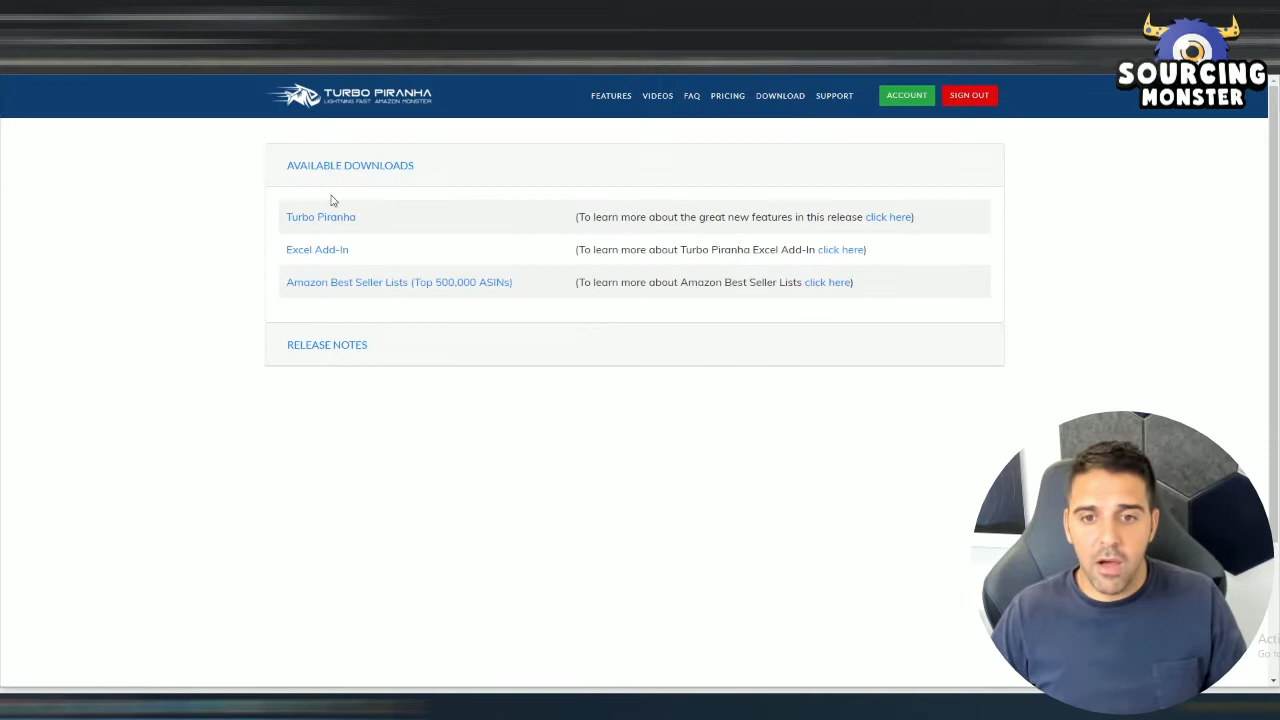 SOURCING
MONSTER
TURBO PIRANHA
LIGHTNING FAST AMAZON MONSTER
FEATURES VIDEOS FAQ PRICING DOWNLOAD SUPPORT ACCOUNT SIGN OUT
AVAILABLE DOWNLOADS
Turbo Piranha (To learn more about the great new features in this release click here)
Excel Add-In (To learn more about Turbo Piranha Excel Add-In click here)
Amazon Best Seller Lists (Top 500,000 ASINs) (To learn more about Amazon Best Seller Lists click here)
RELEASE NOTES